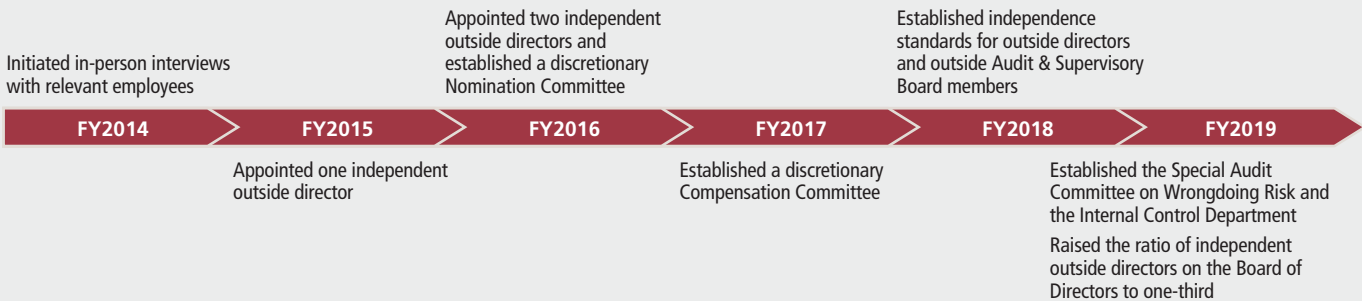 Initiated in-person interviews
with relevant employees
Appointed two independent
outside directors and
established a discretionary
Nomination Committee
Established independence
standards for outside directors
and outside Audit & Supervisory
Board members
FY2014
FY2015
FY2016
FY2017
FY2018
FY2019
Appointed one independent
outside director
Established a discretionary
Compensation Committee
Established the Special Audit
Committee on Wrongdoing Risk and
the Internal Control Department
Raised the ratio of independent
outside directors on the Board of
Directors to one-third